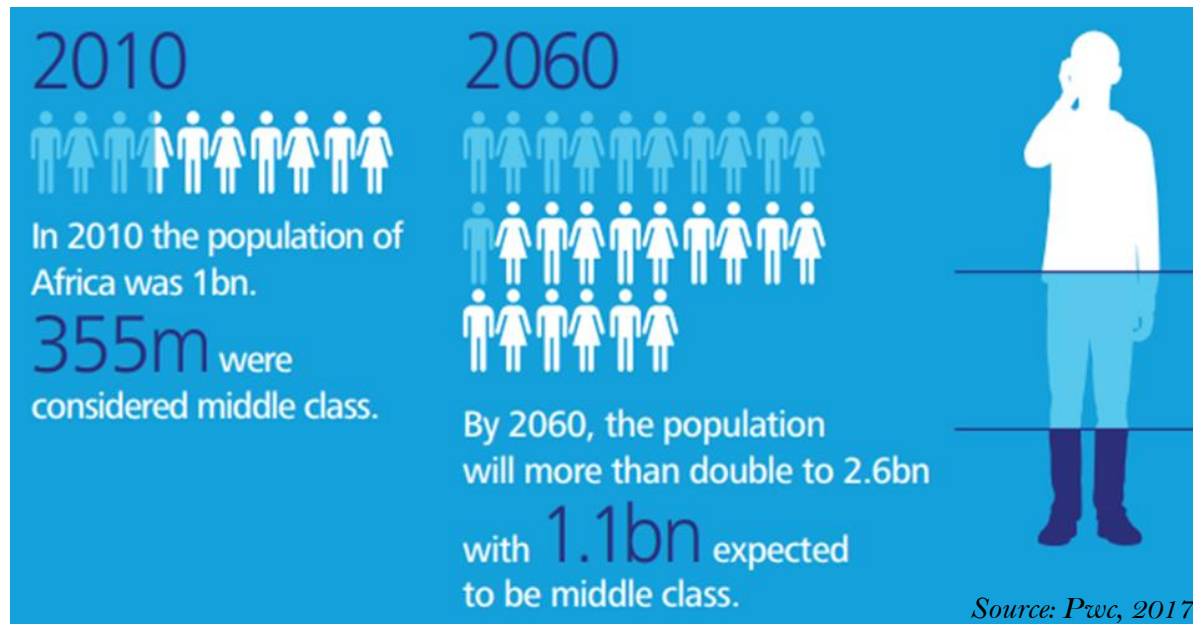 2010
In 2010 the population of
Africa was 1bn.
355m were
considered middle class.
2060
By 2060, the population
will more than double to 2.6bn
with 1.1bn expected
to be middle class.
Source: Pwc, 2017